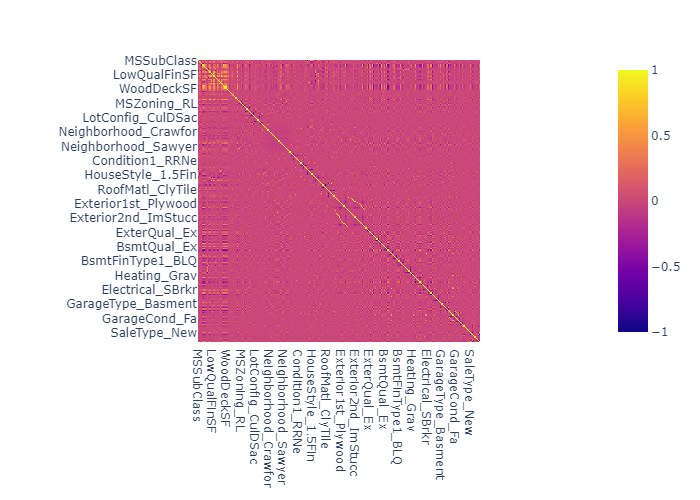 MSSubClass
LowQualFinSF
WoodDeckSF
MSZoning_RL
LotConfig_CulDSac
Neighborhood_Crawfor
Neighborhood_Sawyer
Condition1_RRNe
HouseStyle_1.5Fin
RoofMatl_ClyTile
Exterior1st_Plywood
Exterior2nd_ImStucc
ExterQual_Ex
BsmtQual_Ex
BsmtFinType1_BLQ
Heating_Grav
Electrical_SBrkr
GarageType_Basment
GarageCond_Fa
SaleType_New
MSSubClass
LowQualFinSF
WoodDeckSF
MSZoning_RL
LotConfig_CulDSac
Neighborhood_Crawfor
Neighborhood_Sawyer
Condition1_RRNe
HouseStyle_1.5Fin
RoofMatl_ClyTile
Exterior1st_Plywood
Exterior2nd_ImStucc
ExterQual_Ex
BsmtQual_Ex
BsmtFinType1_BLQ
Heating_Grav
Electrical_SBrkr
GarageType_Basment
GarageCond_Fa
SaleType_New
1
0.5
0
−0.5
−1